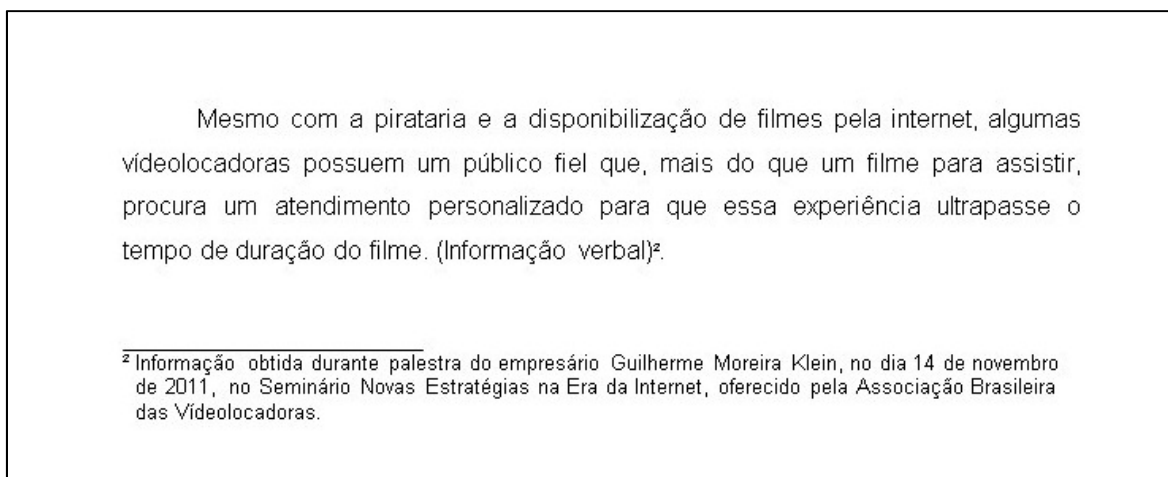 Mesmo com a pirataria e a disponibilização de filmes pela internet, algumas
vídeolocadoras possuem um público fiel que, mais do que um filme para assistir,
procura um atendimento personalizado para que essa experiência ultrapasse o
tempo de duração do filme. (Informação verbal)².
² Informação obtida durante palestra do empresário Guilherme Moreira Klein, no dia 14 de novembro
de 2011, no Seminário Novas Estratégias na Era da Internet, oferecido pela Associação Brasileira
das Vídeolocadoras.